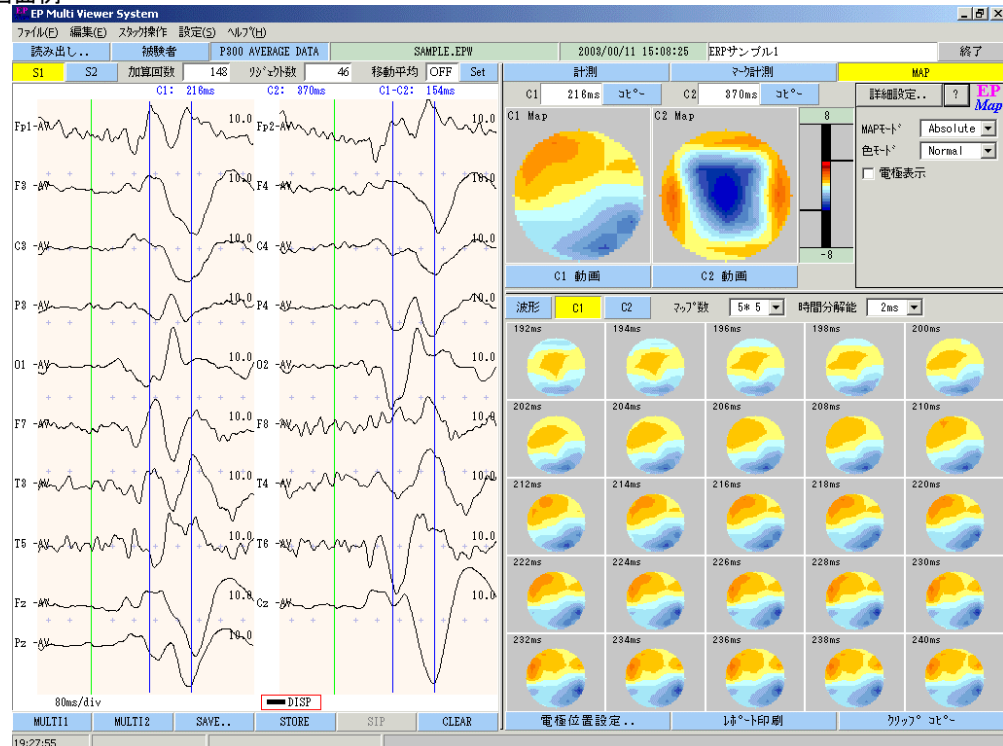 EP Multi Viewer System
ファイル(F) 編集(E) スタック操作 設定(S) ヘルプ(H)
読み出し.. 被験者 P300 AVERAGE DATA SAMPLE.EPW 2003/00/11 15:08:25 ERPサンプル1 終了
S1 S2 加算回数 148 リジェクト数 46 移動平均 OFF Set 計測 マーク計測 MAP
C1: 216ms C2: 370ms C1-C2: 154ms
C1 216ms コピー C2 370ms コピー 詳細設定.. ? EP Map
C1 Map C2 Map 8
MAPモード Absolute
色モード Normal
電極表示
-8
C1 動画 C2 動画
Fp1-AV 10.0 Fp2-AV 10.0
F3 -AV 10.0 F4 -AV 10.0
C3 -AV 10.0 C4 -AV 10.0
P3 -AV 10.0 P4 -AV 10.0
O1 -AV 10.0 O2 -AV 10.0
F7 -AV 10.0 F8 -AV 10.0
T3 -AV 10.0 T4 -AV 10.0
T5 -AV 10.0 T6 -AV 10.0
Fz -AV 10.0 Cz -AV 10.0
Pz -AV 10.0
80ms/div DISP
波形 C1 C2 マップ数 5* 5 時間分解能 2ms
192ms 194ms 196ms 198ms 200ms
202ms 204ms 206ms 208ms 210ms
212ms 214ms 216ms 218ms 220ms
222ms 224ms 226ms 228ms 230ms
232ms 234ms 236ms 238ms 240ms
MULTI1 MULTI2 SAVE.. STORE SIP CLEAR 電極位置設定.. レポート印刷 クリップ コピー
19:27:55